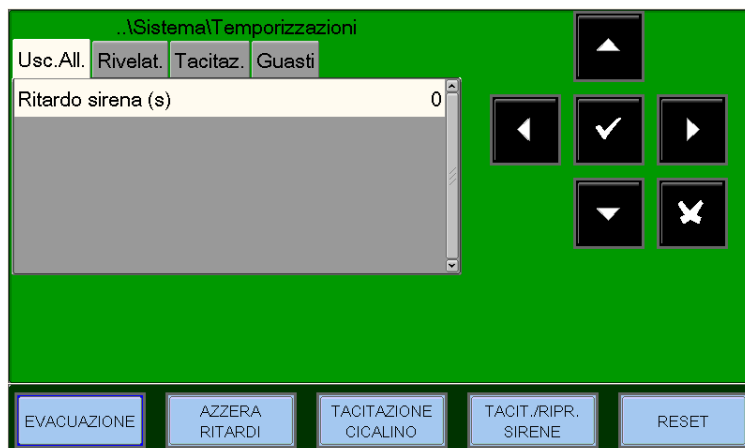 ..\Sistema\Temporizzazioni
Usc.All. Rivelat. Tacitaz. Guasti
Ritardo sirena (s) 0
EVACUAZIONE
AZZERA
RITARDI
TACITAZIONE
CICALINO
TACIT./RIPR.
SIRENE
RESET